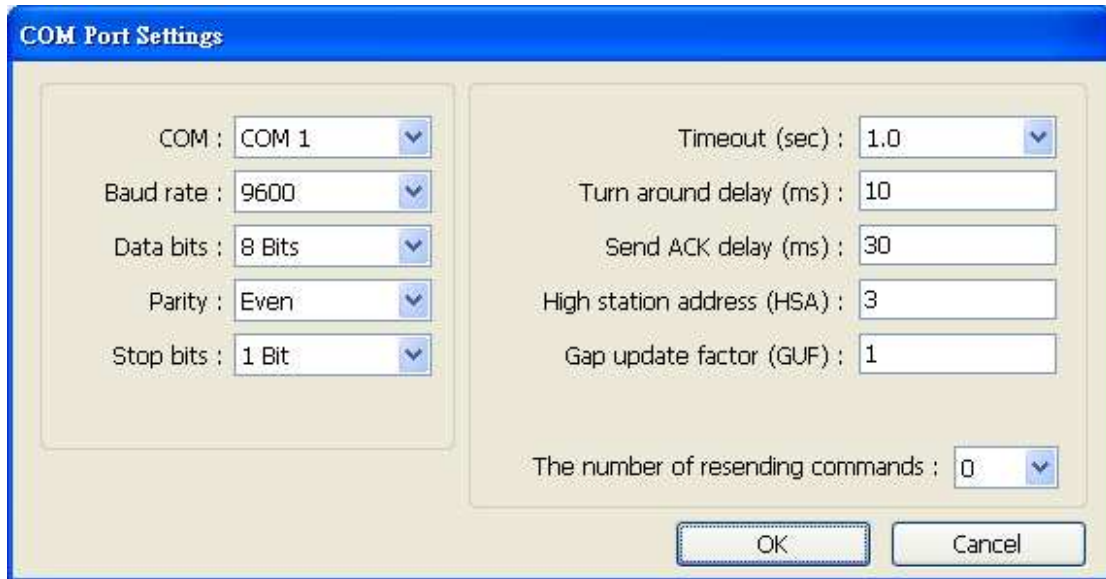 COM Port Settings
COM : COM 1
Baud rate : 9600
Data bits : 8 Bits
Parity : Even
Stop bits : 1 Bit
Timeout (sec) : 1.0
Turn around delay (ms) : 10
Send ACK delay (ms) : 30
High station address (HSA) : 3
Gap update factor (GUF) : 1
The number of resending commands : 0
OK
Cancel